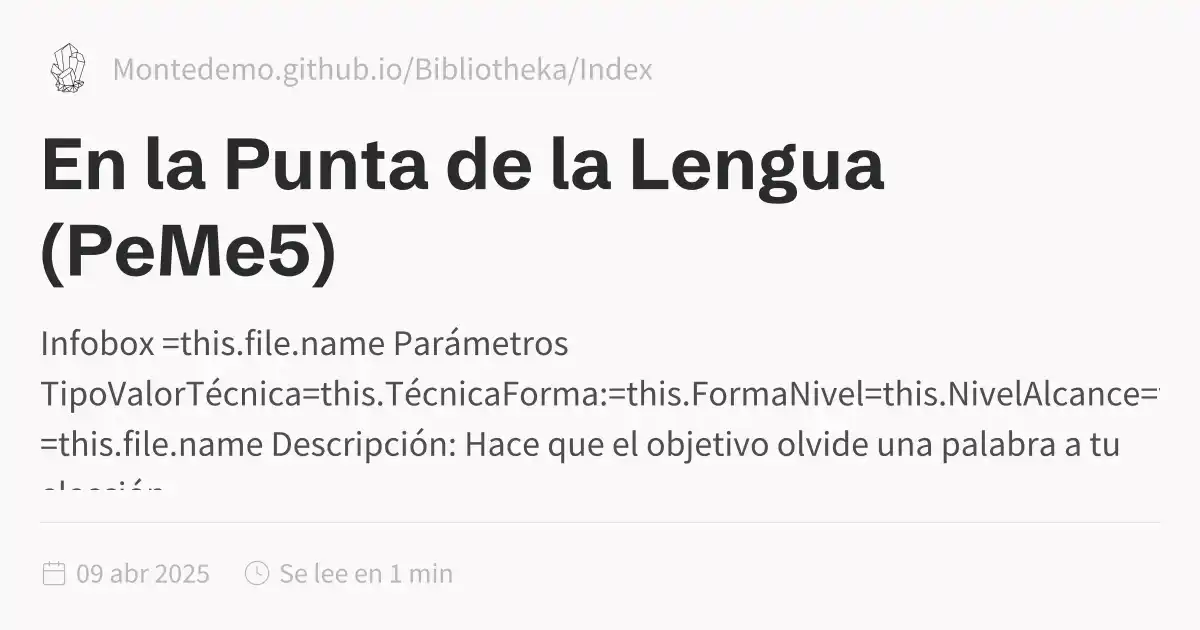 Montedemo.github.io/Bibliotheka/Index
En la Punta de la Lengua
(PeMe5)
Infobox =this.file.name Parámetros
TipoValorTécnica=this.TécnicaForma:=this.FormaNivel=this.NivelAlcance=
=this.file.name Descripción: Hace que el objetivo olvide una palabra a tu
09 abr 2025
Se lee en 1 min